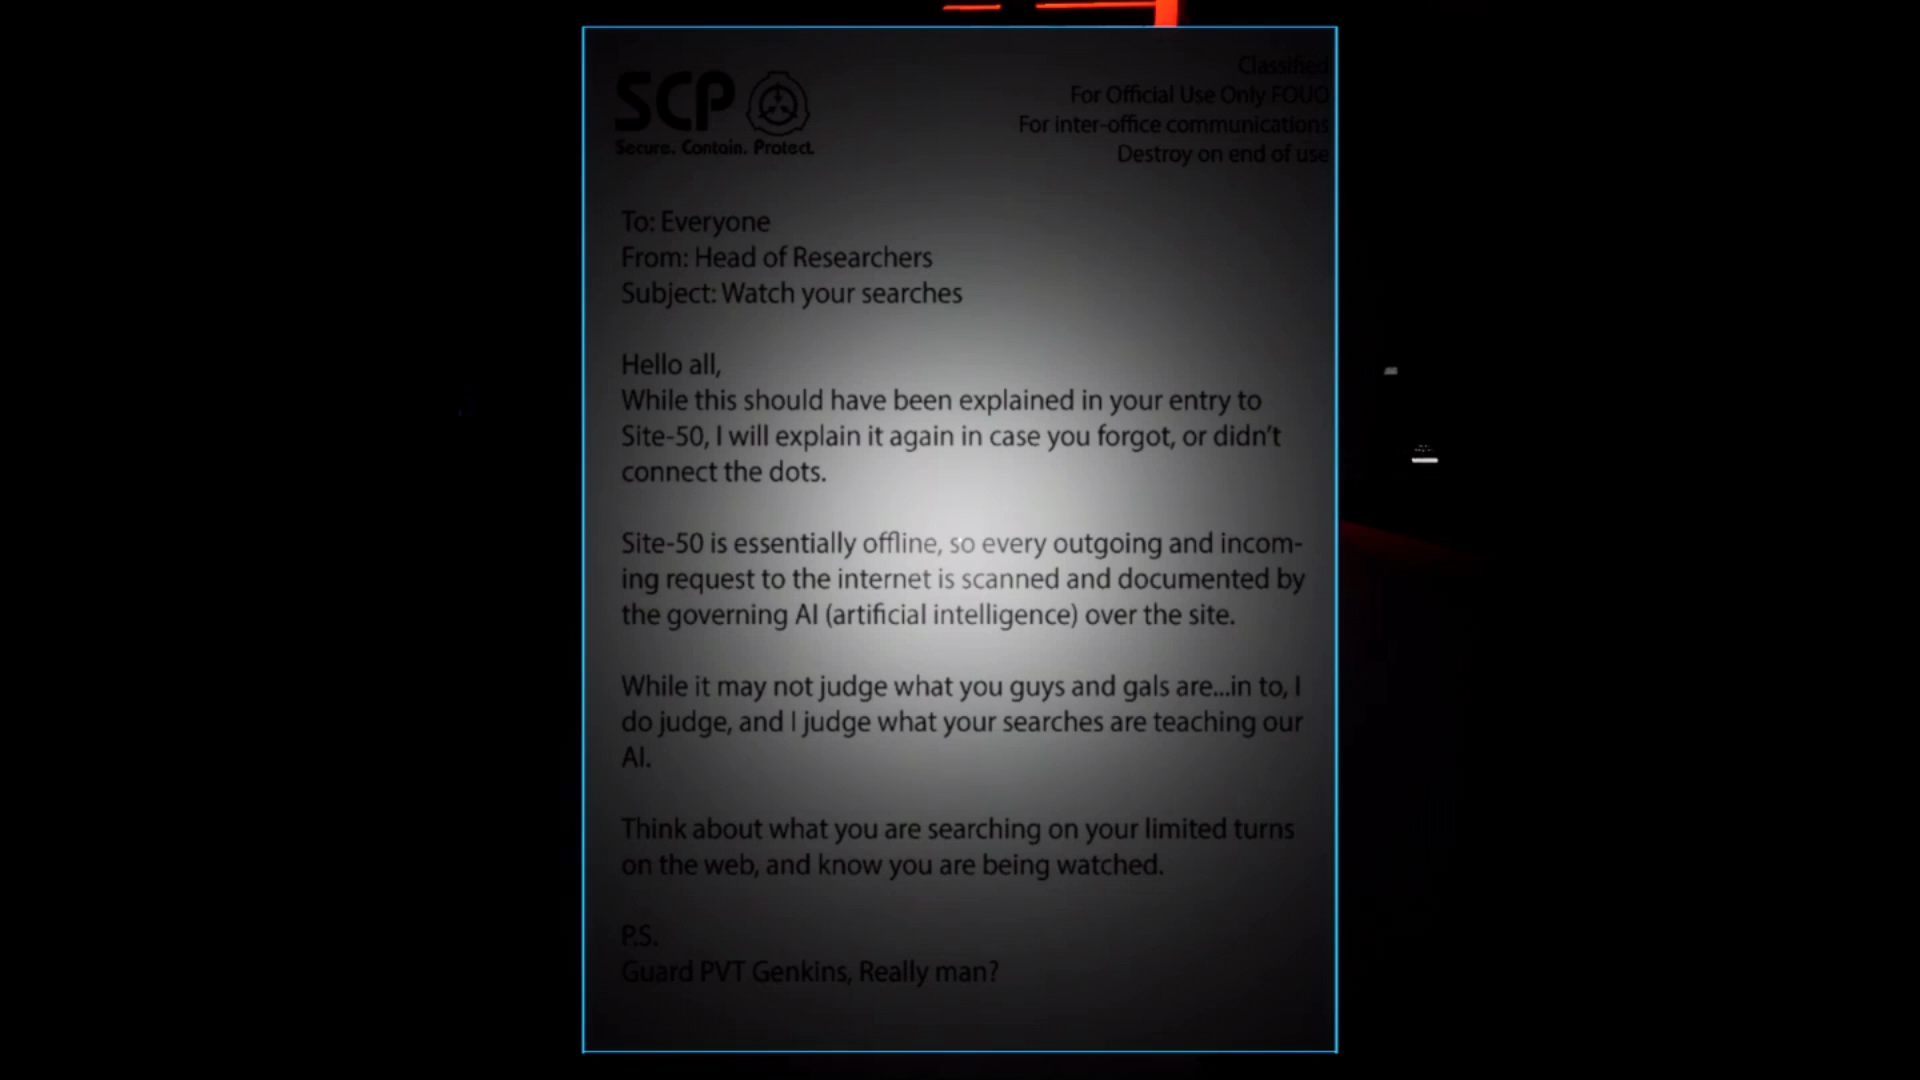 SCP
Secure. Contain. Protect.
Classified
For Official Use Only FOUO
For inter-office communications
Destroy on end of use
To: Everyone
From: Head of Researchers
Subject: Watch your searches
Hello all,
While this should have been explained in your entry to
Site-50, I will explain it again in case you forgot, or didn't
connect the dots.
Site-50 is essentially offline, so every outgoing and incom-
ing request to the internet is scanned and documented by
the governing AI (artificial intelligence) over the site.
While it may not judge what you guys and gals are...in to, I
do judge, and I judge what your searches are teaching our
AI.
Think about what you are searching on your limited turns
on the web, and know you are being watched.
P.S.
Guard PVT Genkins, Really man?